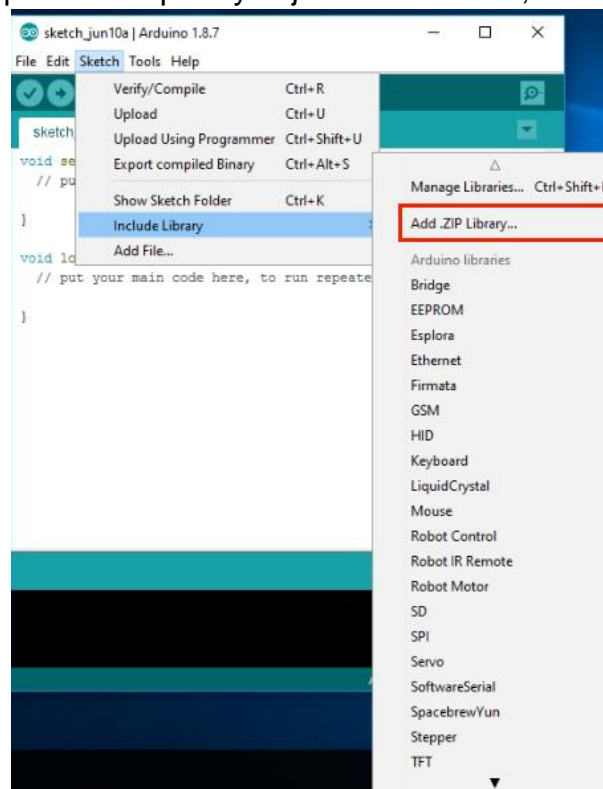 sketch_jun10a | Arduino 1.8.7
File Edit Sketch Tools Help
Verify/Compile Ctrl+R
Upload Ctrl+U
sketch
Upload Using Programmer Ctrl+Shift+U
void se
Export compiled Binary Ctrl+Alt+S
// pu
Show Sketch Folder Ctrl+K
}
Include Library
void lo
Add File...
// put your main code here, to run repeate
}
Manage Libraries... Ctrl+Shift+
Add .ZIP Library...
Arduino libraries
Bridge
EEPROM
Esplora
Ethernet
Firmata
GSM
HID
Keyboard
LiquidCrystal
Mouse
Robot Control
Robot IR Remote
Robot Motor
SD
SPI
Servo
SoftwareSerial
SpacebrewYun
Stepper
TFT